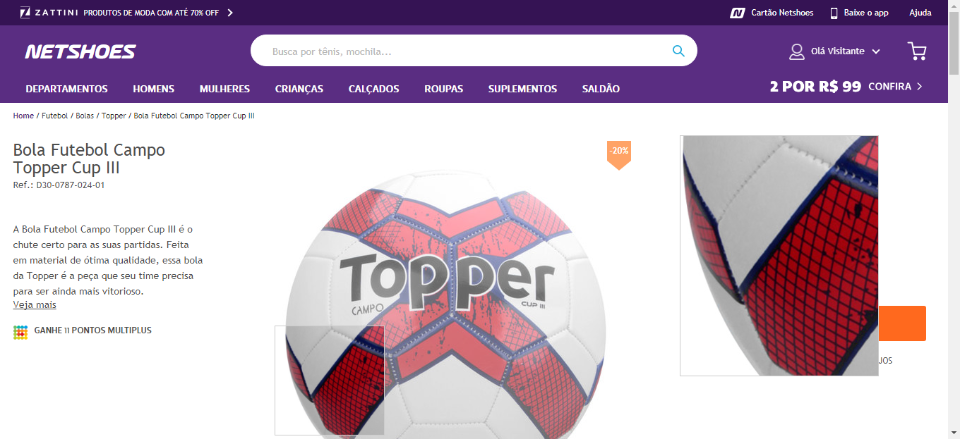 ZATTINI PRODUTOS DE MODA COM ATÉ 70% OFF
Cartão Netshoes
Baixe o app
Ajuda
NETSHOES
Busca por tênis, mochila...
Olá Visitante
DEPARTAMENTOS HOMENS MULHERES CRIANÇAS CALÇADOS ROUPAS SUPLEMENTOS SALDÃO
2 POR R$ 99 CONFIRA
Home / Futebol / Bolas / Topper / Bola Futebol Campo Topper Cup III
Bola Futebol Campo
Topper Cup III
Ref.: D30-0787-024-01
-20%
A Bola Futebol Campo Topper Cup III é o
chute certo para as suas partidas. Feita
em material de ótima qualidade, essa bola
da Topper é a peça que seu time precisa
para ser ainda mais vitorioso.
Veja mais
GANHE 11 PONTOS MULTIPLUS
Topper
CAMPO
CUP III